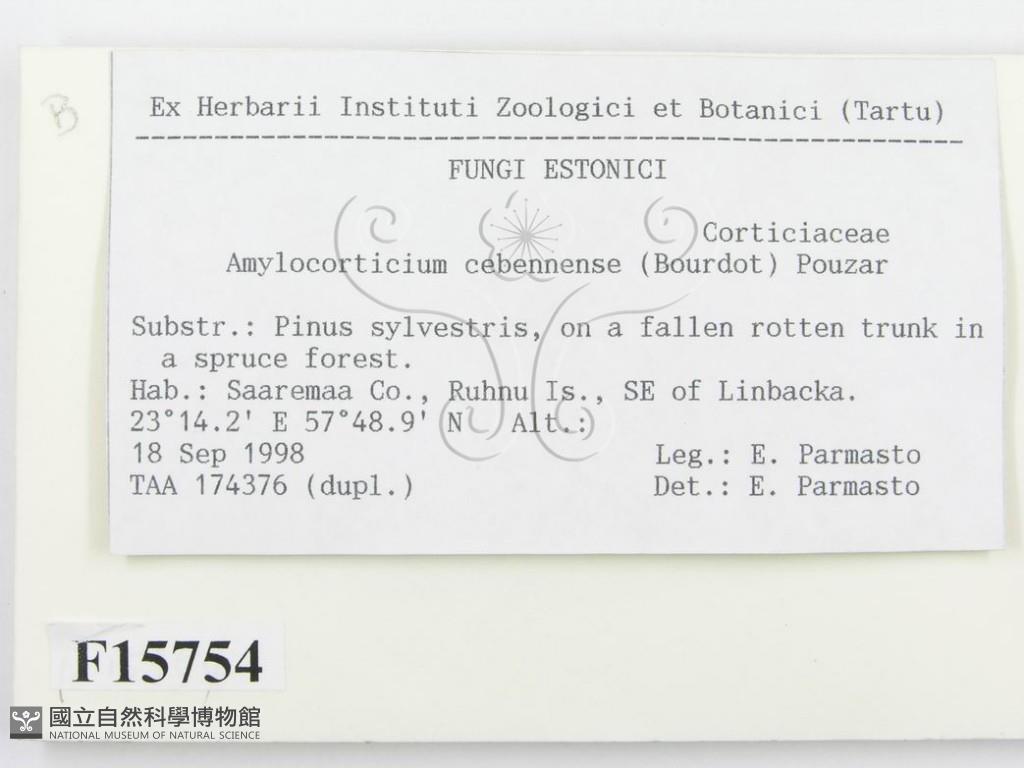 B
Ex Herbarii Instituti Zoologici et Botanici (Tartu)
FUNGI ESTONICI
Corticiaceae
Amylocorticium cebennense (Bourdot) Pouzar
Substr.: Pinus sylvestris, on a fallen rotten trunk in
a spruce forest.
Hab.: Saaremaa Co., Ruhnu Is., SE of Linbacka.
23°14.2' E 57°48.9' N Alt.:
18 Sep 1998 Leg.: E. Parmasto
TAA 174376 (dupl.) Det.: E. Parmasto
F15754
國立自然科學博物館
NATIONAL MUSEUM OF NATURAL SCIENCE